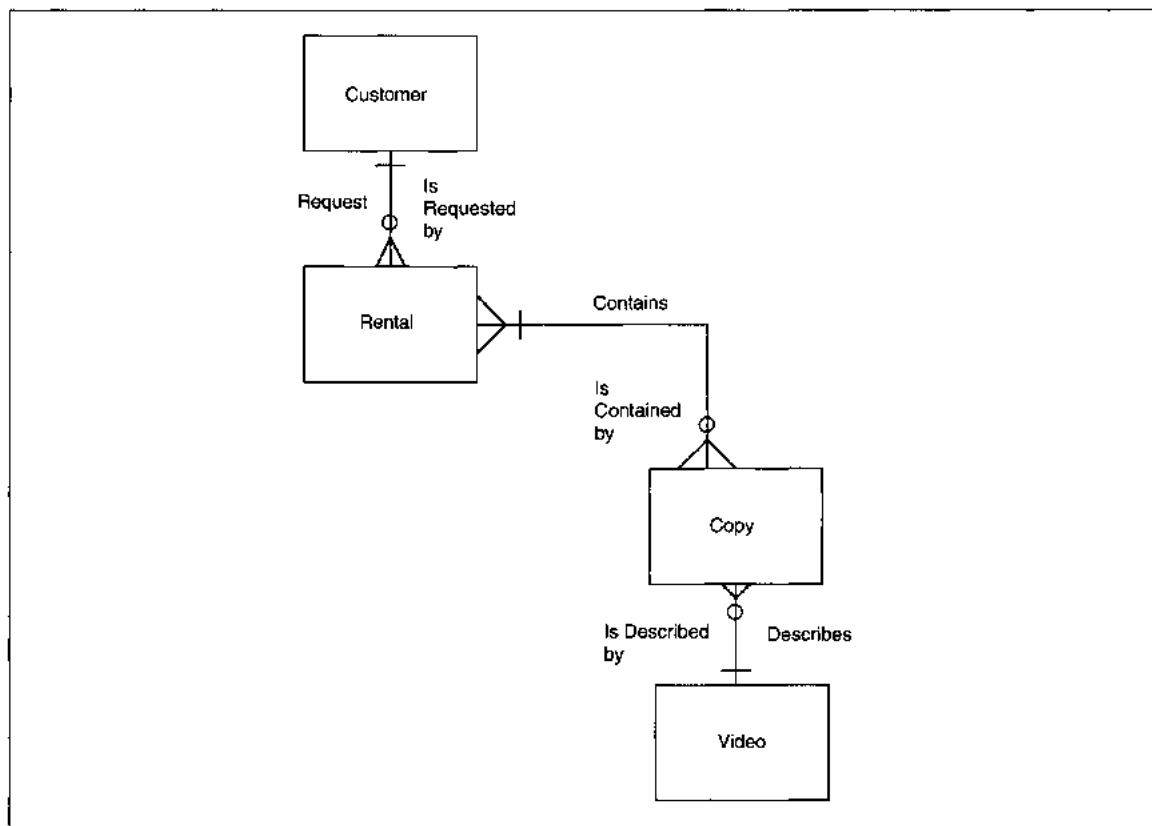 Customer
Request
Is
Requested
by
Rental
Contains
Is
Contained
by
Copy
Is Described
by
Describes
Video